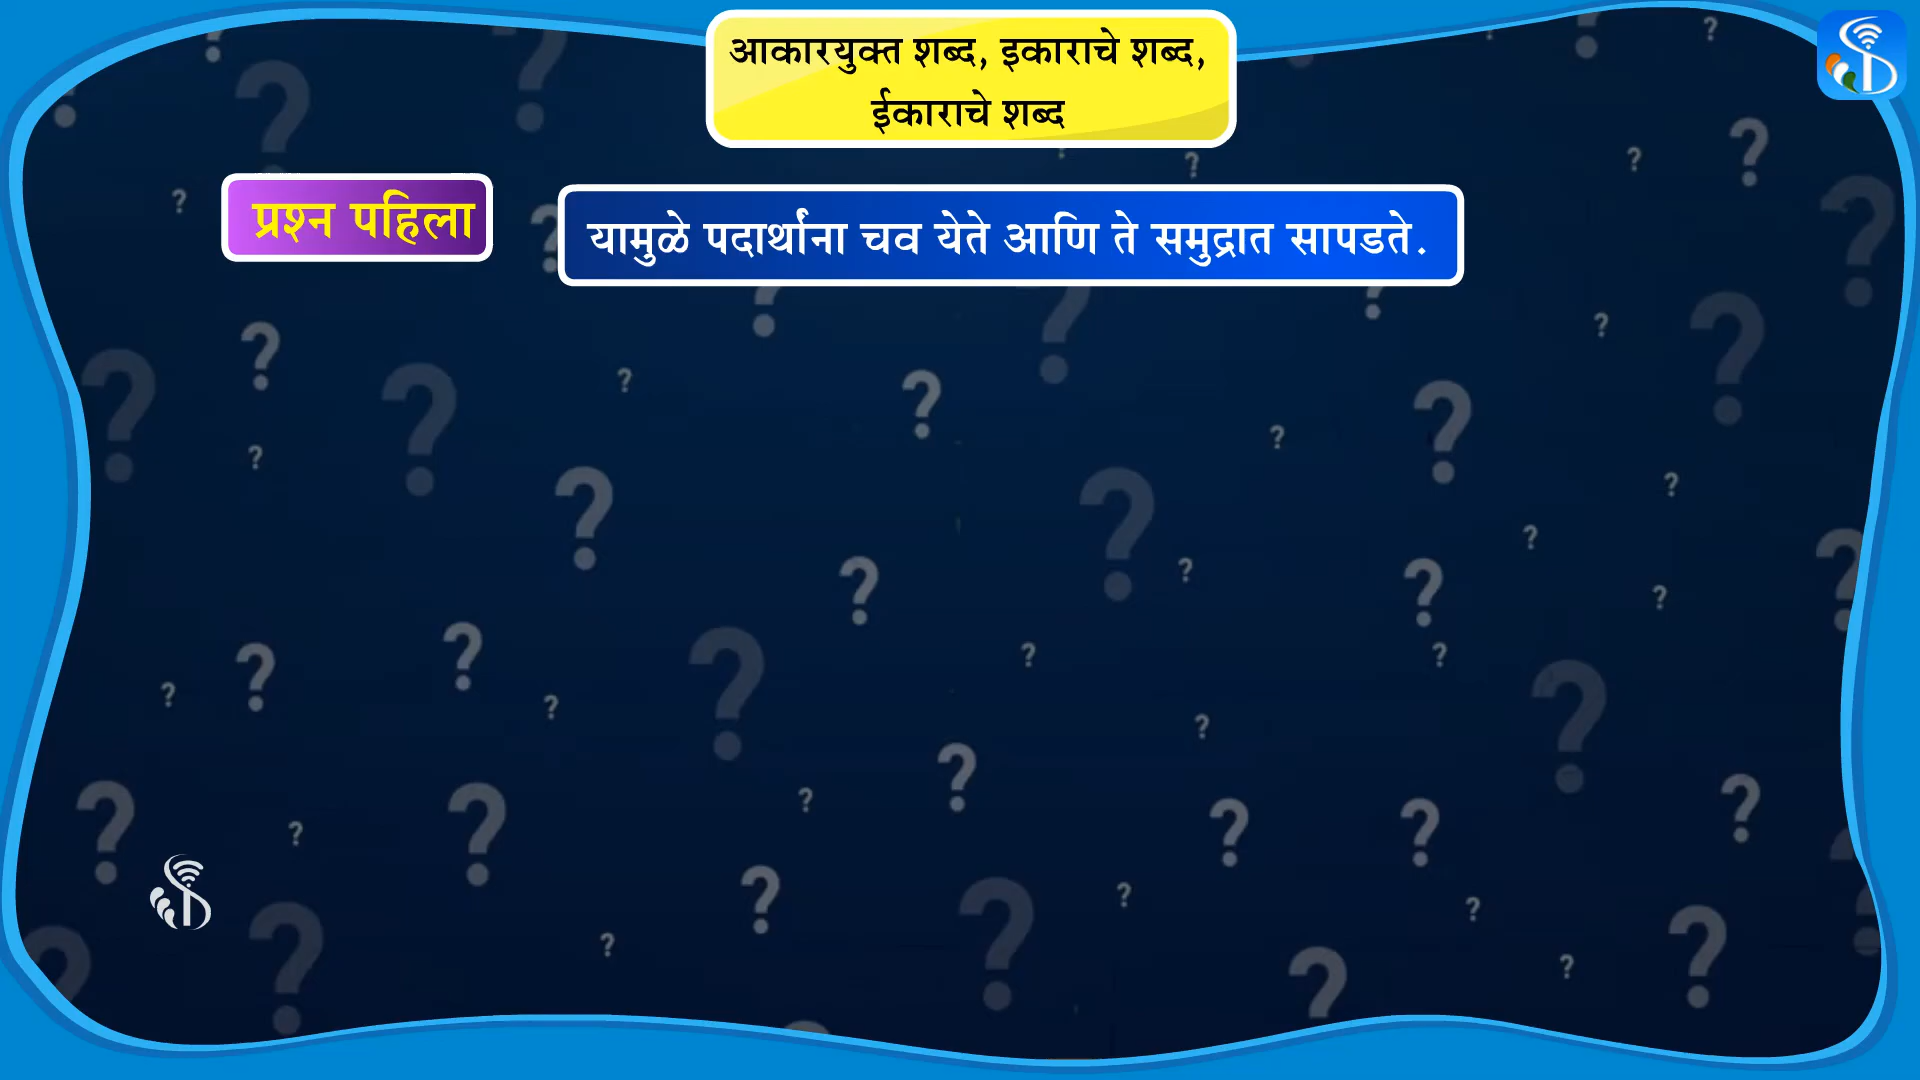 आकारयुक्त शब्द, इकाराचे शब्द,
ईकाराचे शब्द
प्रश्न पहिला
यामुळे पदार्थांना चव येते आणि ते समुद्रात सापडते.